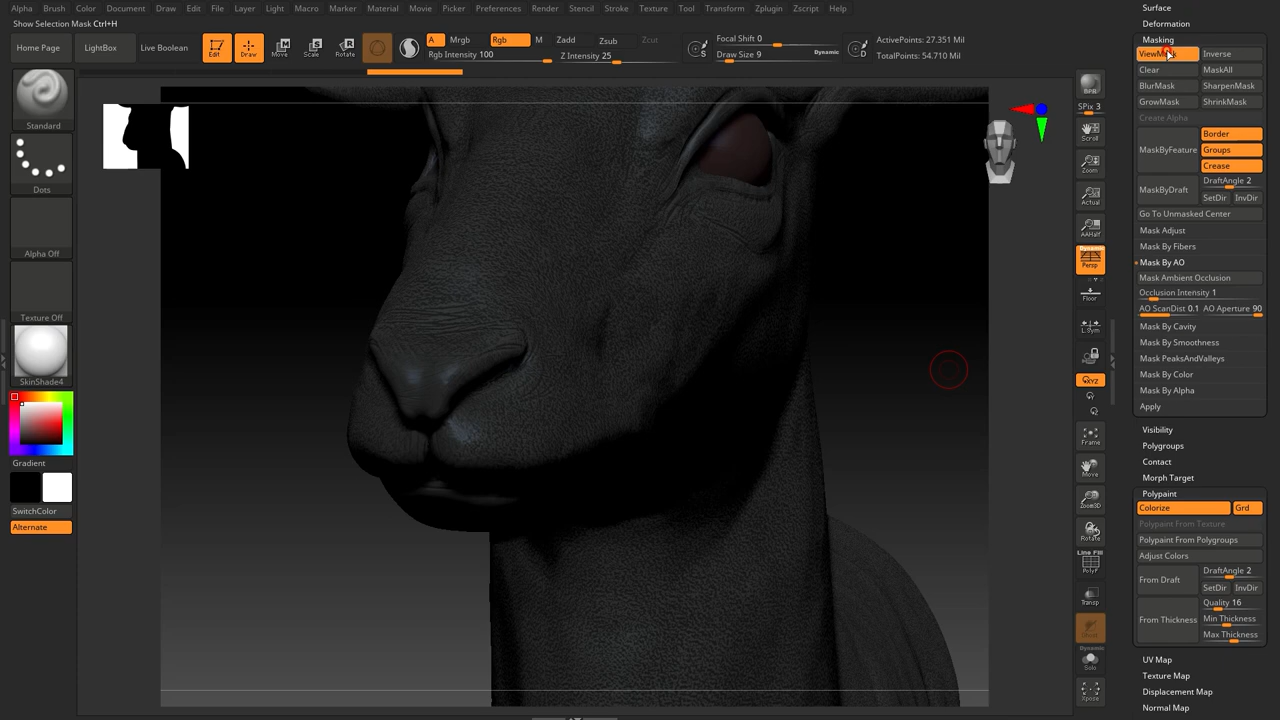 Alpha Brush Color Document Draw Edit File Layer Light Macro Marker Material Movie Picker Preferences Render Stencil Stroke Texture Tool Transform Zplugin Zscript Help
Show Selection Mask Ctrl+H
Home Page LightBox Live Boolean Edit Draw Move Scale Rotate
A Mrgb Rgb M Zadd Zsub Zcut
Rgb Intensity 100 Z Intensity 25
S Focal Shift 0
Draw Size 9 Dynamic
D ActivePoints: 27.351 Mil
TotalPoints: 54.710 Mil
Standard
Dots
Alpha Off
Texture Off
SkinShade4
Gradient
SwitchColor
Alternate
BPR
SPix 3
Scroll
Zoom
Actual
AAHalf
Dynamic
Persp
Floor
L.Sym
XYZ
Frame
Move
Zoom3D
Rotate
Line Fill
PolyF
Transp
Dynamic
Solo
Xpose
Surface
Deformation
Masking
ViewMask Inverse
Clear MaskAll
BlurMask SharpenMask
GrowMask ShrinkMask
Create Alpha
MaskByFeature Border
Groups
Crease
MaskByDraft DraftAngle 2
SetDir InvDir
Go To Unmasked Center
Mask Adjust
Mask By Fibers
Mask By AO
Mask Ambient Occlusion
Occlusion Intensity 1
AO ScanDist 0.1 AO Aperture 90
Mask By Cavity
Mask By Smoothness
Mask PeaksAndValleys
Mask By Color
Mask By Alpha
Apply
Visibility
Polygroups
Contact
Morph Target
Polypaint
Colorize Grd
Polypaint From Texture
Polypaint From Polygroups
Adjust Colors
From Draft DraftAngle 2
SetDir InvDir
From Thickness Quality 16
Min Thickness
Max Thickness
UV Map
Texture Map
Displacement Map
Normal Map